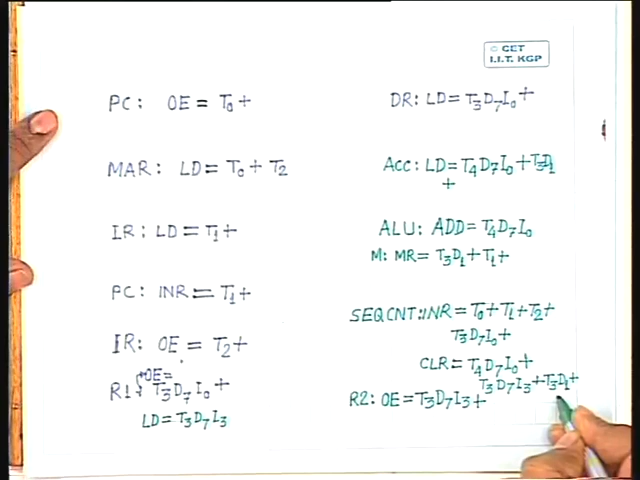 © CET
I.I.T. KGP
PC: OE = T₀ +
MAR: LD = T₀ + T₂
IR: LD = T₁ +
PC: INR = T₁ +
IR: OE = T₂ +
R1 { OE =
T₃D₇I₀ +
LD = T₃D₇I₃
DR: LD = T₃D₇I₀ +
ACC: LD = T₄D₇I₀ + T₃D₁
+
ALU: ADD = T₄D₇I₀
M: MR = T₃D₁ + T₁ +
SEQCNT: INR = T₀ + T₁ + T₂ +
T₃D₇I₀ +
CLR = T₄D₇I₀ +
T₃D₇I₃ + T₃D₁ +
R2: OE = T₃D₇I₃ +